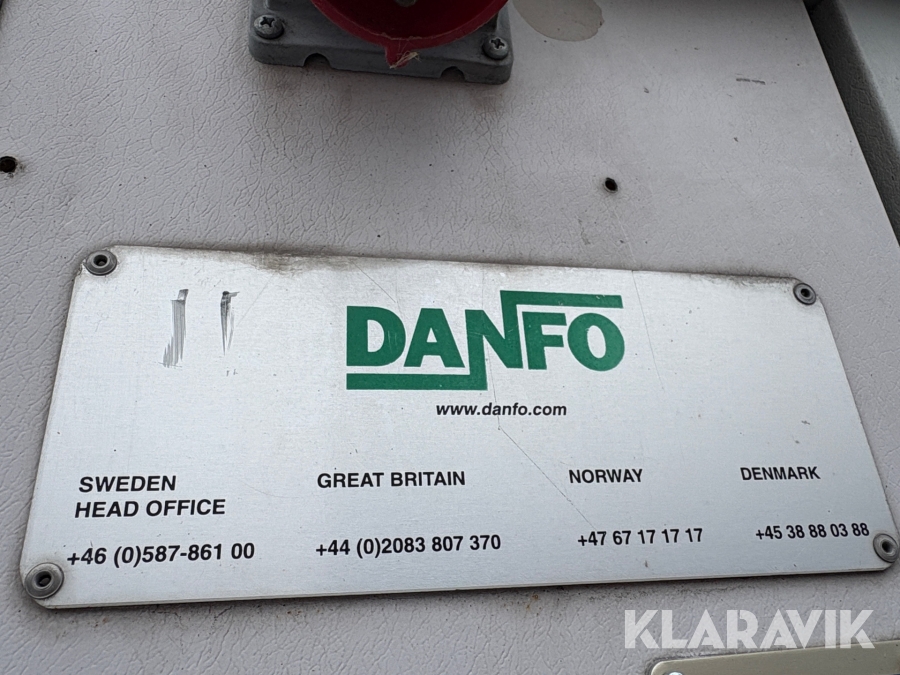 DANFO
www.danfo.com
SWEDEN
HEAD OFFICE
+46 (0)587-861 00
GREAT BRITAIN
+44 (0)2083 807 370
NORWAY
+47 67 17 17 17
DENMARK
+45 38 88 03 88
KLARAVIK